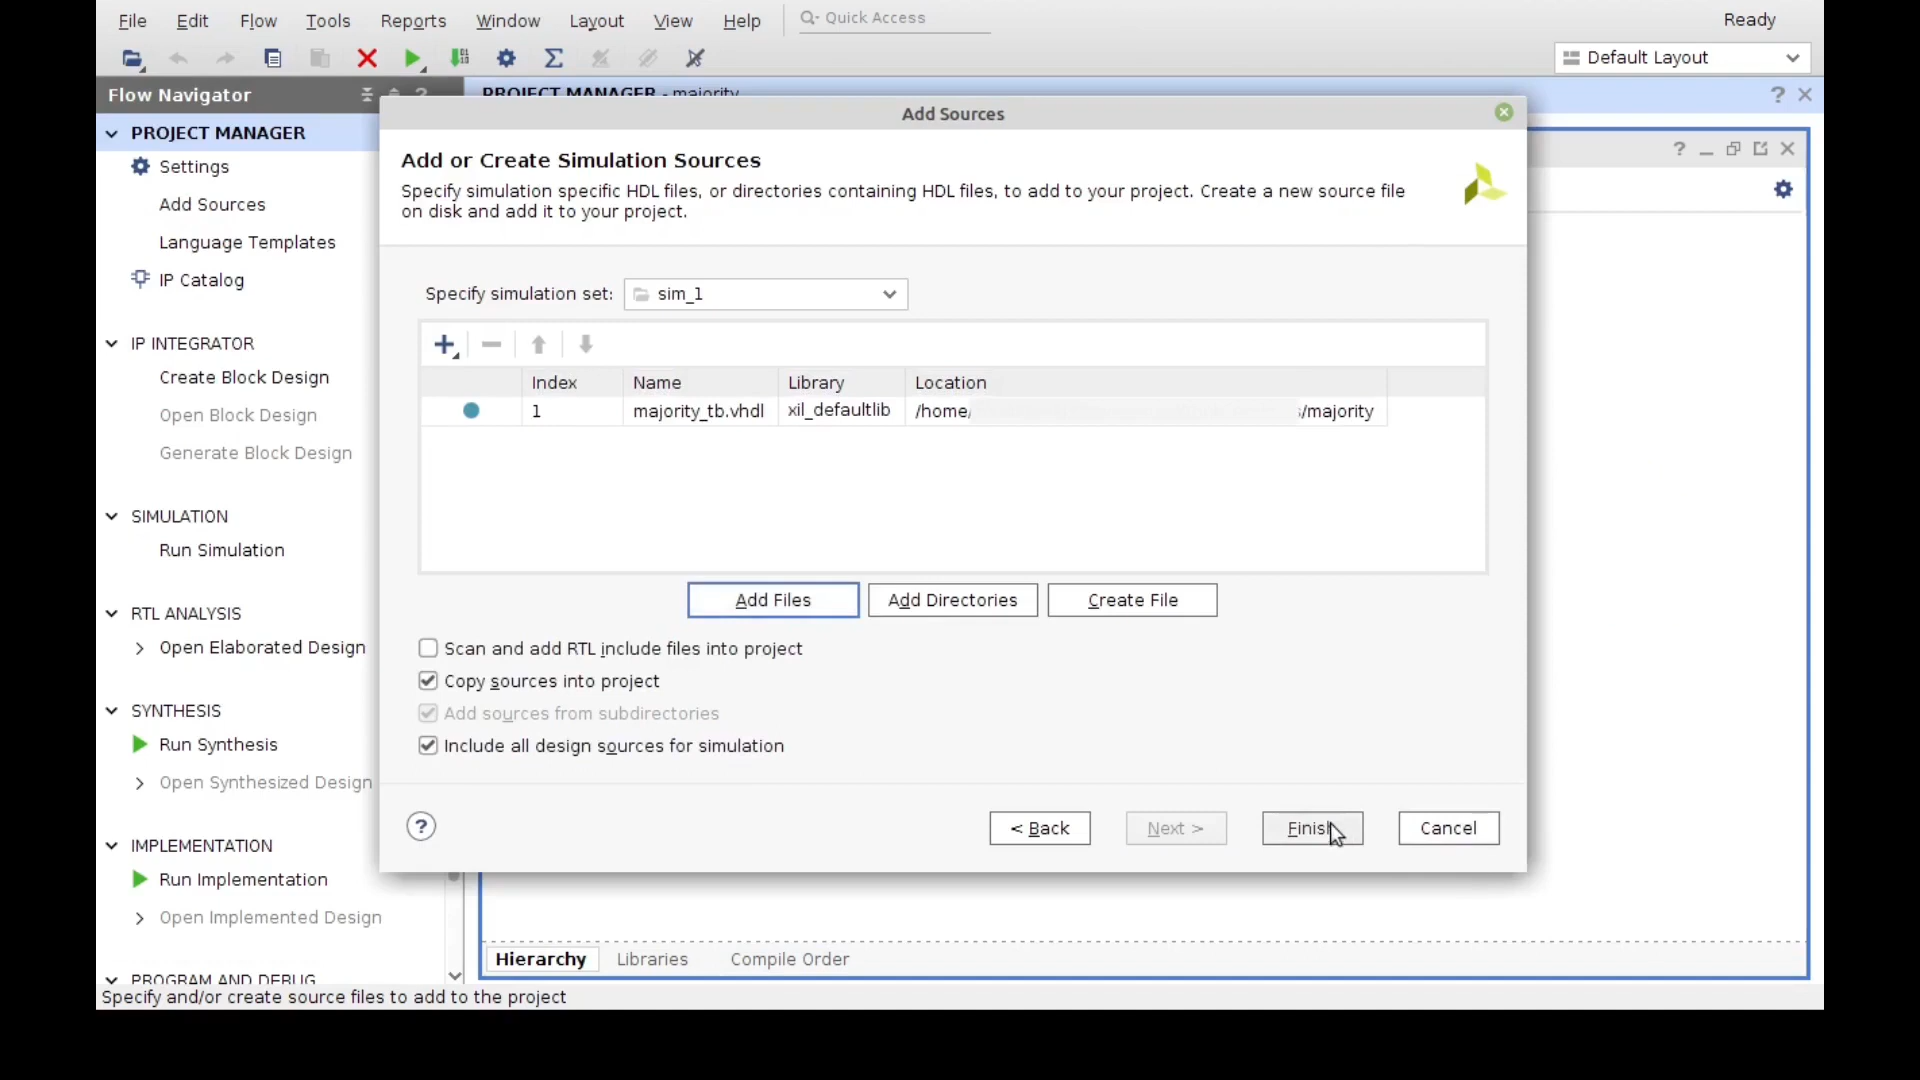 File Edit Flow Tools Reports Window Layout View Help Quick Access Ready
Default Layout
Flow Navigator
PROJECT MANAGER - majority
PROJECT MANAGER
Settings
Add Sources
Language Templates
IP Catalog
IP INTEGRATOR
Create Block Design
Open Block Design
Generate Block Design
SIMULATION
Run Simulation
RTL ANALYSIS
Open Elaborated Design
SYNTHESIS
Run Synthesis
Open Synthesized Design
IMPLEMENTATION
Run Implementation
Open Implemented Design
PROGRAM AND DEBUG
Add Sources
Add or Create Simulation Sources
Specify simulation specific HDL files, or directories containing HDL files, to add to your project. Create a new source file
on disk and add it to your project.
Specify simulation set: sim_1
Index Name Library Location
1 majority_tb.vhdl xil_defaultlib /home/ /majority
Add Files Add Directories Create File
Scan and add RTL include files into project
Copy sources into project
Add sources from subdirectories
Include all design sources for simulation
? < Back Next > Finish Cancel
Hierarchy Libraries Compile Order
Specify and/or create source files to add to the project